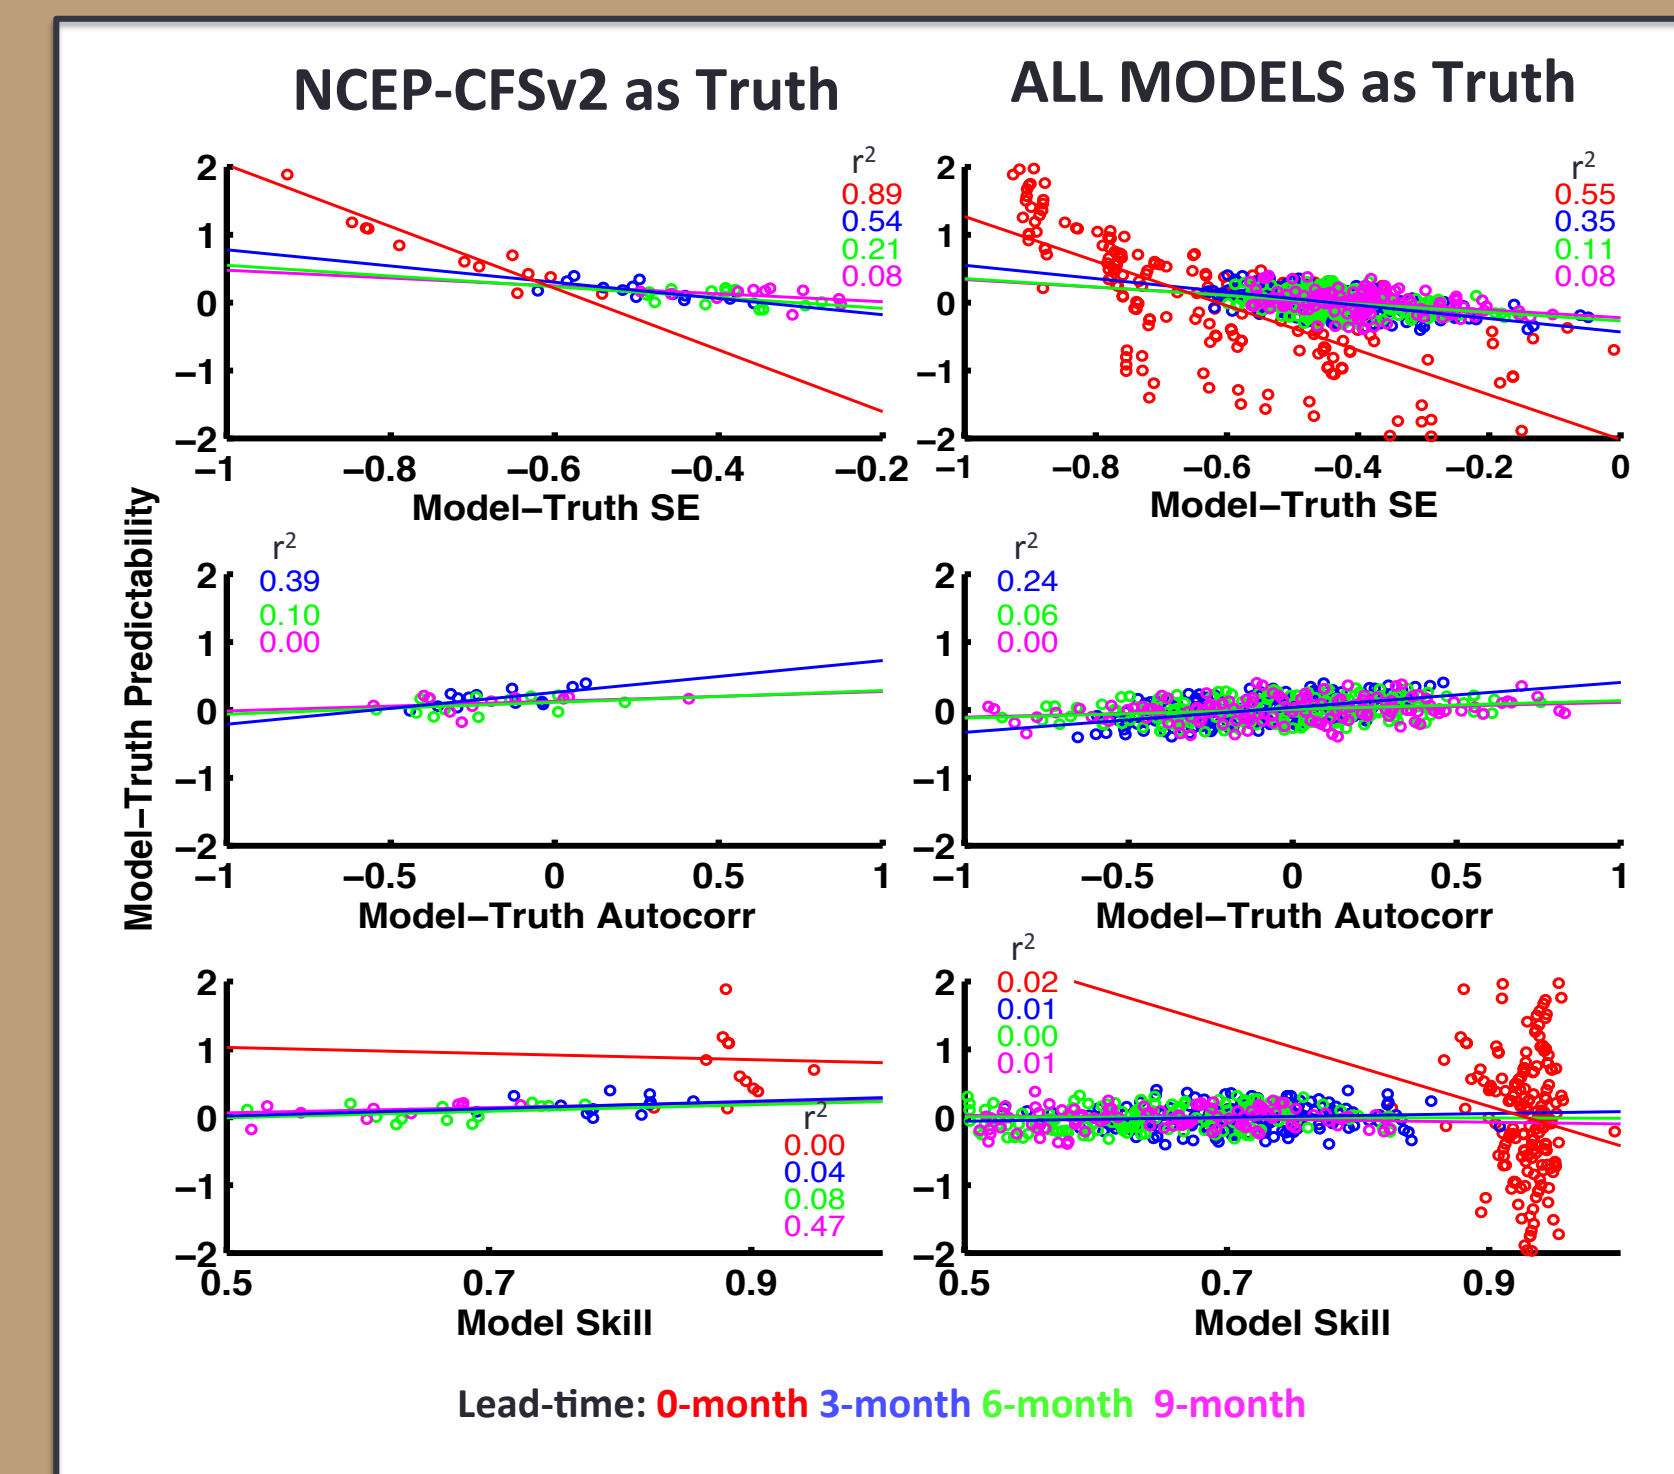 NCEP-CFSv2 as Truth
ALL MODELS as Truth
Model–Truth Predictability
r²
0.89
0.54
0.21
0.08
2
1
0
−1
−2
−1 −0.8 −0.6 −0.4 −0.2
Model–Truth SE
r²
0.55
0.35
0.11
0.08
2
1
0
−1
−2
−1 −0.8 −0.6 −0.4 −0.2 0
Model–Truth SE
r²
0.39
0.10
0.00
2
1
0
−1
−2
−1 −0.5 0 0.5 1
Model–Truth Autocorr
r²
0.24
0.06
0.00
2
1
0
−1
−2
−1 −0.5 0 0.5 1
Model–Truth Autocorr
2
1
0
−1
−2
r²
0.00
0.04
0.08
0.47
0.5 0.7 0.9
Model Skill
r²
0.02
0.01
0.00
0.01
2
1
0
−1
−2
0.5 0.7 0.9
Model Skill
Lead-time: 0-month 3-month 6-month 9-month